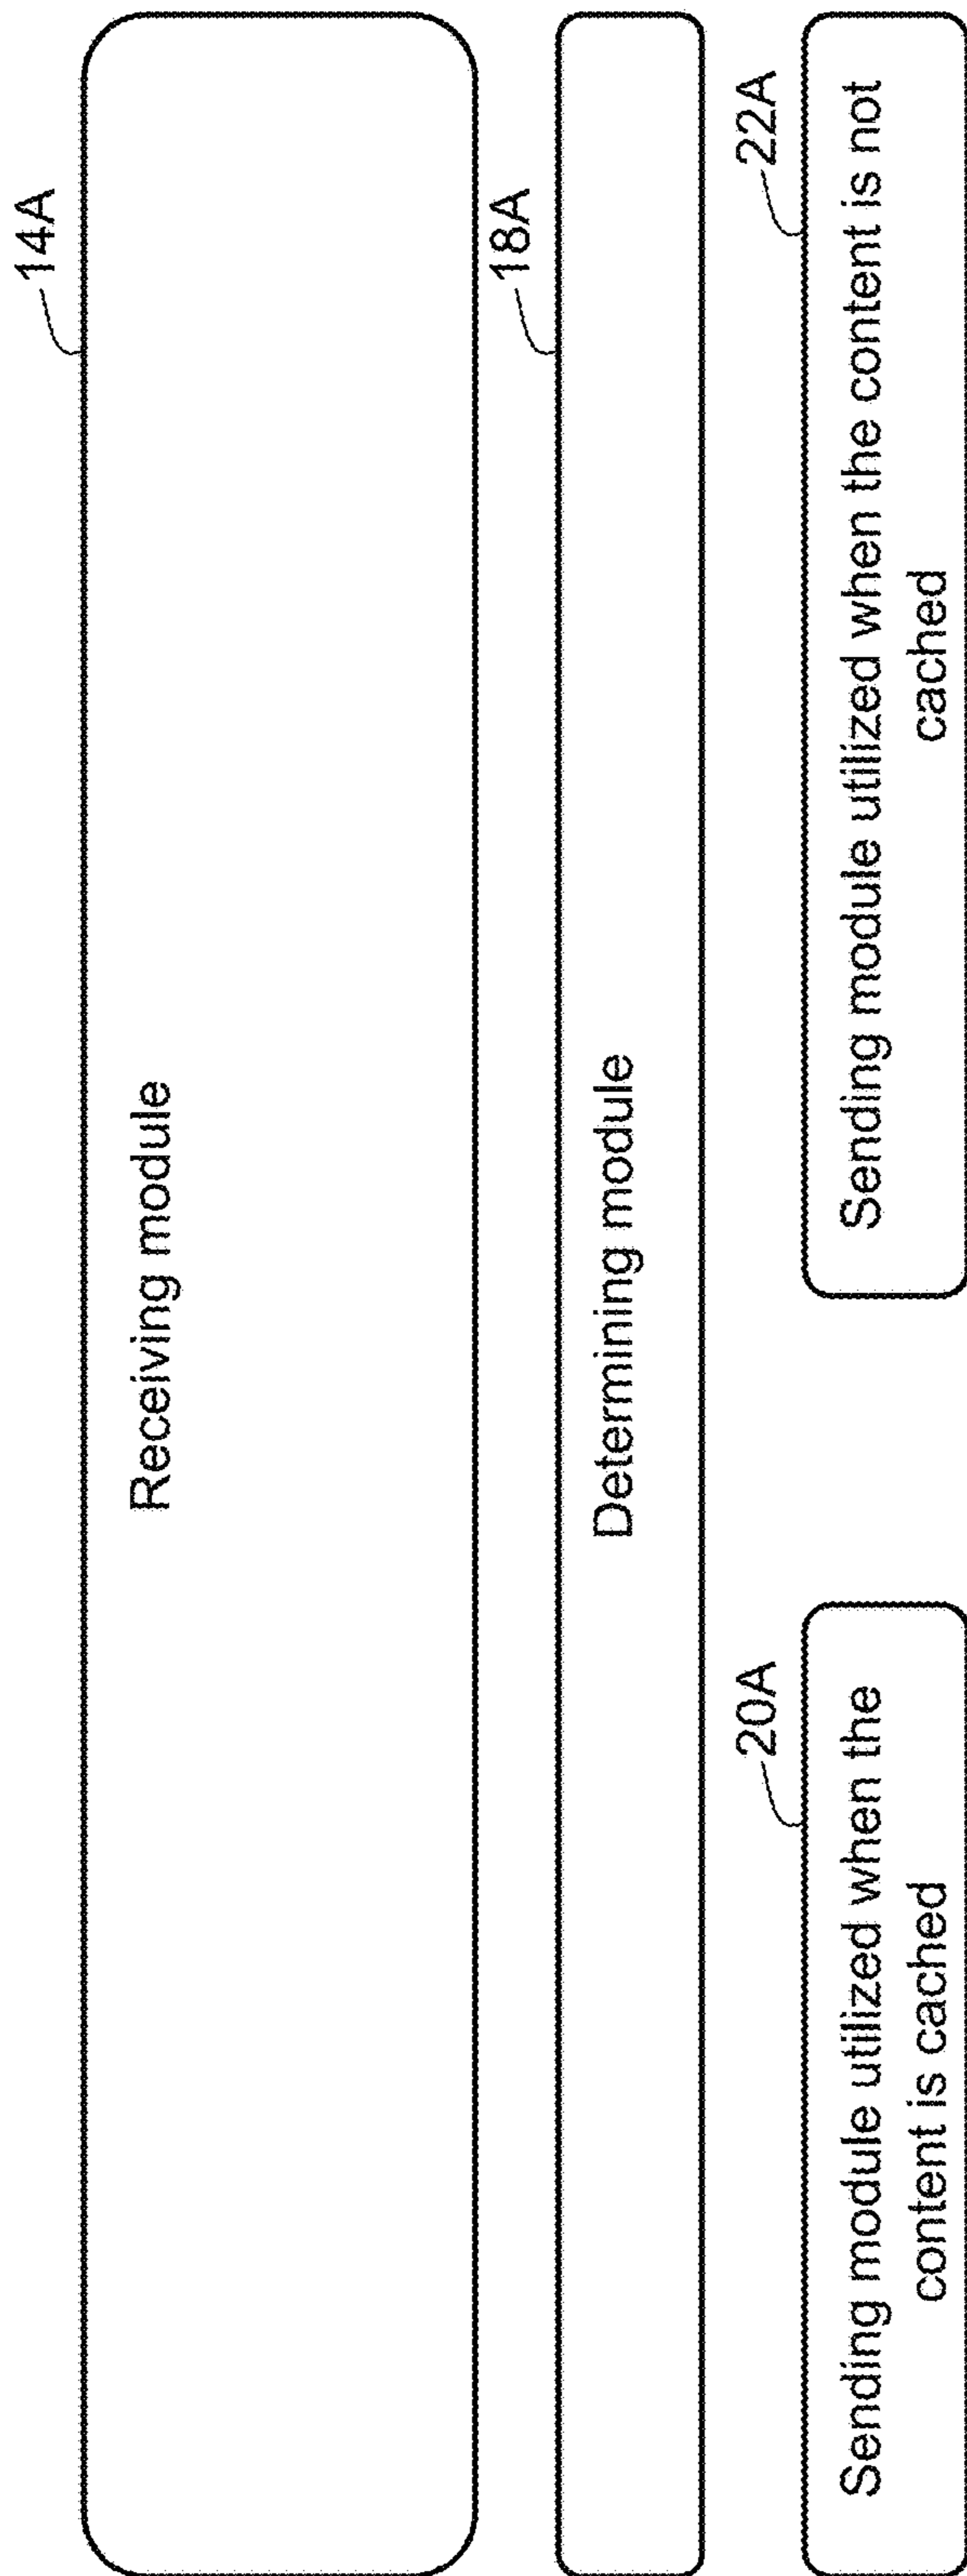 14A
Receiving module
18A
Determining module
20A
Sending module utilized when the
content is cached
22A
Sending module utilized when the content is not
cached